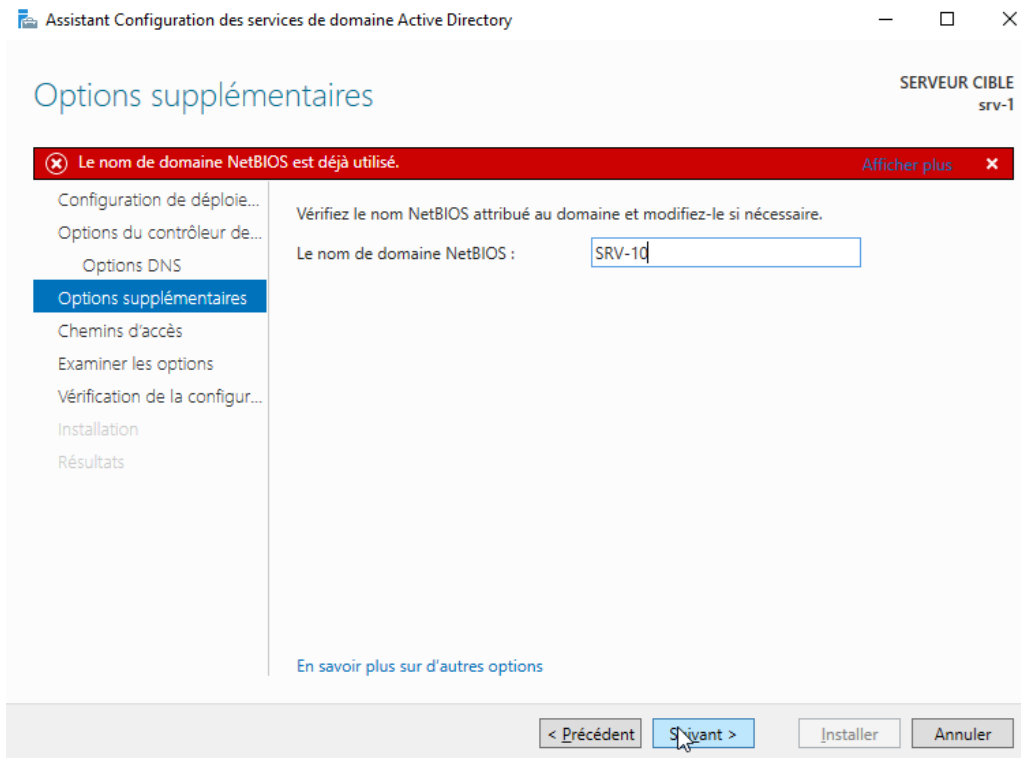 Assistant Configuration des services de domaine Active Directory
Options supplémentaires
SERVEUR CIBLE
srv-1
Le nom de domaine NetBIOS est déjà utilisé.
Afficher plus
Configuration de déploie...
Options du contrôleur de...
Options DNS
Options supplémentaires
Chemins d'accès
Examiner les options
Vérification de la configur...
Installation
Résultats
Vérifiez le nom NetBIOS attribué au domaine et modifiez-le si nécessaire.
Le nom de domaine NetBIOS : SRV-10
En savoir plus sur d'autres options
< Précédent Suivant > Installer Annuler